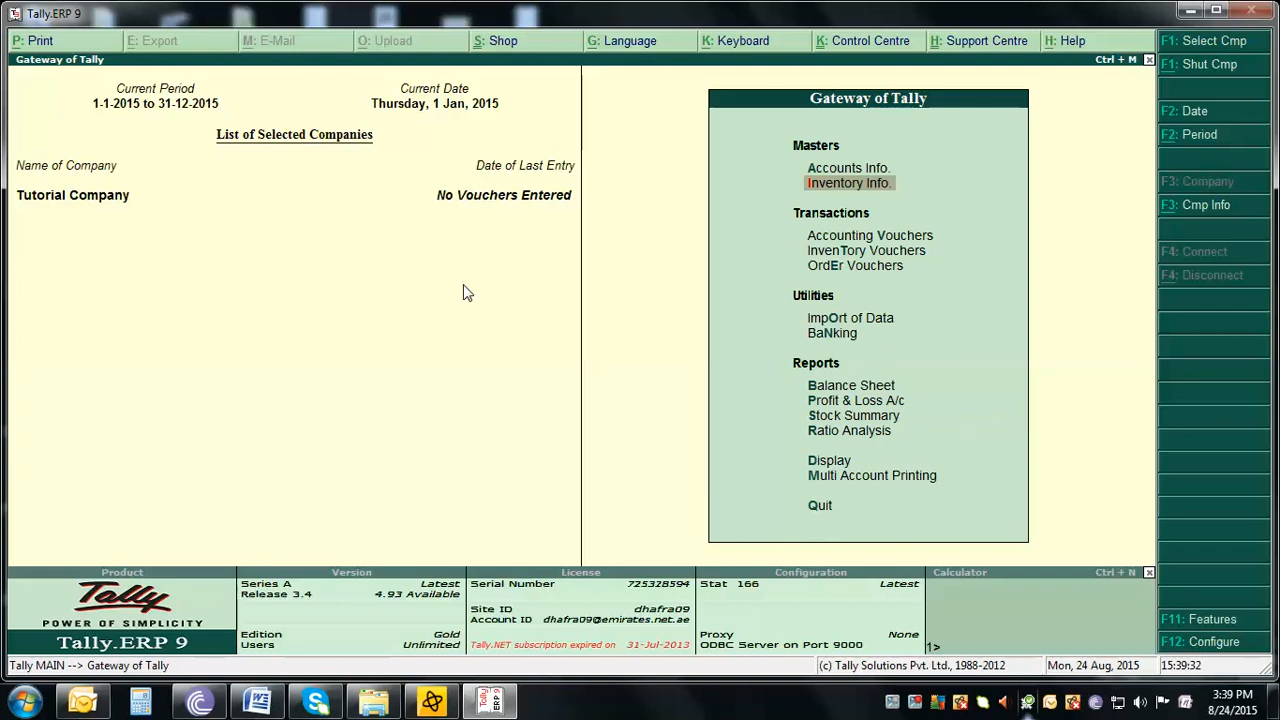 Tally.ERP 9
P: Print
E: Export
M: E-Mail
O: Upload
S: Shop
G: Language
K: Keyboard
K: Control Centre
H: Support Centre
H: Help
Gateway of Tally
Ctrl + M
Current Period
1-1-2015 to 31-12-2015
Current Date
Thursday, 1 Jan, 2015
List of Selected Companies
Name of Company
Date of Last Entry
Tutorial Company
No Vouchers Entered
Gateway of Tally
Masters
Accounts Info.
Inventory Info.
Transactions
Accounting Vouchers
InvenTory Vouchers
OrdEr Vouchers
Utilities
ImpOrt of Data
BaNking
Reports
Balance Sheet
Profit & Loss A/c
Stock Summary
Ratio Analysis
Display
Multi Account Printing
Quit
F1: Select Cmp
F1: Shut Cmp
F2: Date
F2: Period
F3: Company
F3: Cmp Info
F4: Connect
F4: Disconnect
F11: Features
F12: Configure
Product
Tally
POWER OF SIMPLICITY
Tally.ERP 9
Version
Series A Latest
Release 3.4 4.93 Available
Edition Gold
Users Unlimited
License
Serial Number 725328594
Site ID dhafra09
Account ID dhafra09@emirates.net.ae
Tally.NET subscription expired on 31-Jul-2013
Configuration
Stat 166 Latest
Proxy None
ODBC Server on Port 9000
Calculator Ctrl + N
1>
Tally MAIN --> Gateway of Tally
(c) Tally Solutions Pvt. Ltd., 1988-2012
Mon, 24 Aug, 2015
15:39:32
3:39 PM
8/24/2015